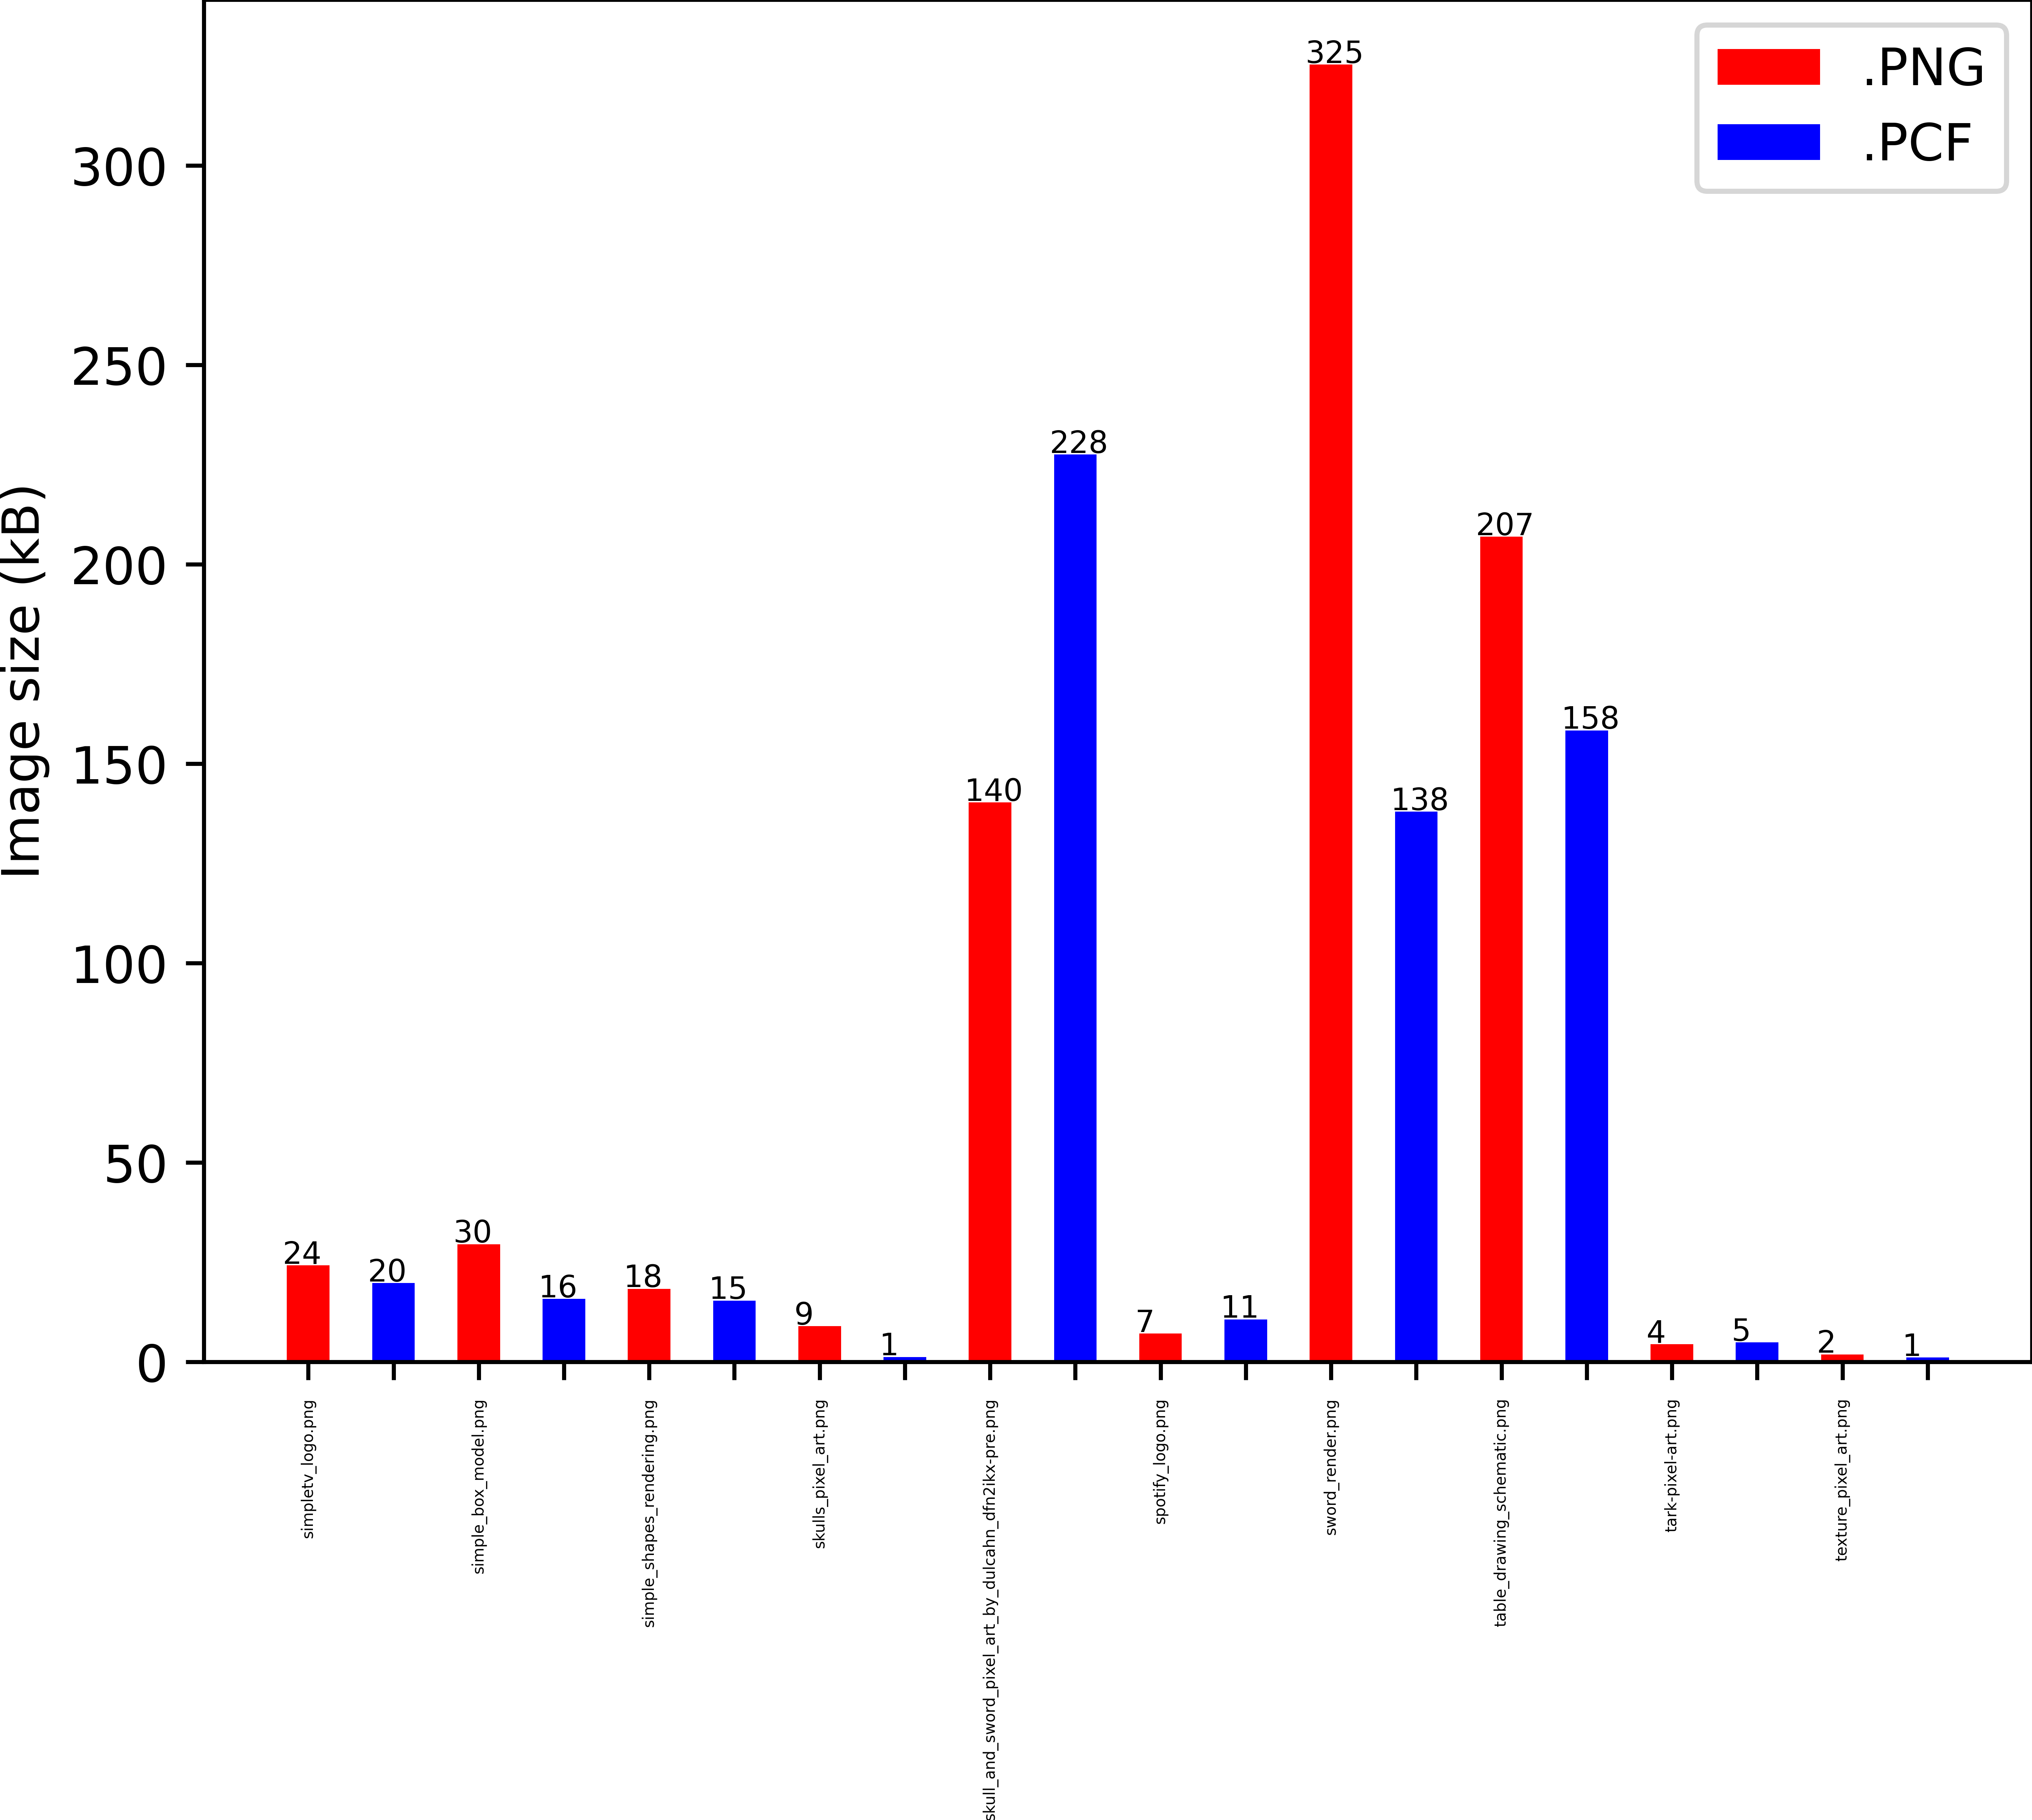 .PNG
.PCF
Image size (kB)
300
250
200
150
100
50
0
24
20
30
16
18
15
9
1
140
228
7
11
325
138
207
158
4
5
2
1
simpletv_logo.png
simple_box_model.png
simple_shapes_rendering.png
skulls_pixel_art.png
skull_and_sword_pixel_art_by_dulcahn_dfn2ikx-pre.png
spotify_logo.png
sword_render.png
table_drawing_schematic.png
tark-pixel-art.png
texture_pixel_art.png